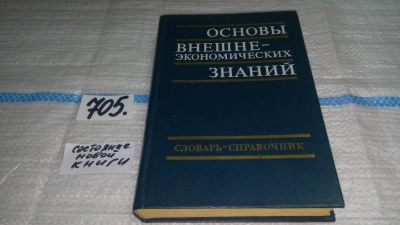 ОСНОВЫ
ВНЕШНЕ-
ЭКОНОМИЧЕСКИХ
ЗНАНИЙ
СЛОВАРЬ-СПРАВОЧНИК
705.
состояние
новой
книги